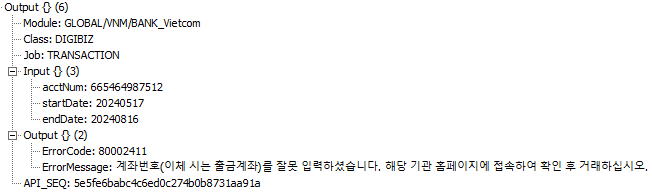 Output {} (6)
Module: GLOBAL/VNM/BANK_Vietcom
Class: DIGIBIZ
Job: TRANSACTION
Input {} (3)
acctNum: 665464987512
startDate: 20240517
endDate: 20240816
Output {} (2)
ErrorCode: 80002411
ErrorMessage: 계좌번호(이체 시는 출금계좌)를 잘못 입력하셨습니다. 해당 기관 홈페이지에 접속하여 확인 후 거래하십시오.
API_SEQ: 5e5fe6babc4c6ed0c274b0b8731aa91a